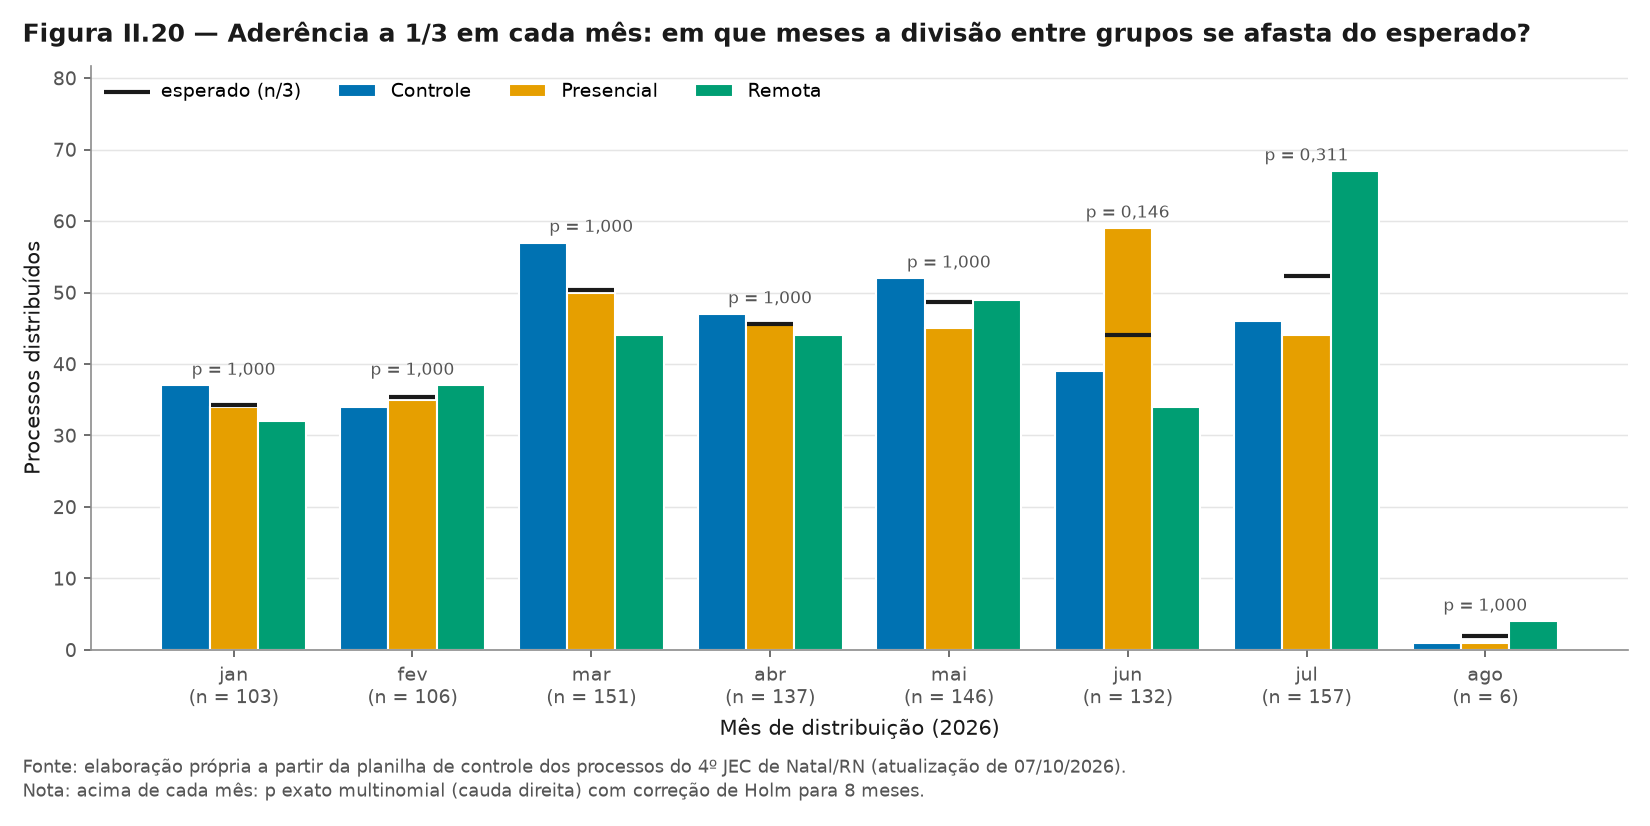 Figura II.20 — Aderência a 1/3 em cada mês: em que meses a divisão entre grupos se afasta do esperado?
esperado (n/3) Controle Presencial Remota
Processos distribuídos
80
70
60
50
40
30
20
10
0
p = 1,000
p = 1,000
p = 1,000
p = 1,000
p = 1,000
p = 0,146
p = 0,311
p = 1,000
jan fev mar abr mai jun jul ago
(n = 103) (n = 106) (n = 151) (n = 137) (n = 146) (n = 132) (n = 157) (n = 6)
Mês de distribuição (2026)
Fonte: elaboração própria a partir da planilha de controle dos processos do 4º JEC de Natal/RN (atualização de 07/10/2026).
Nota: acima de cada mês: p exato multinomial (cauda direita) com correção de Holm para 8 meses.